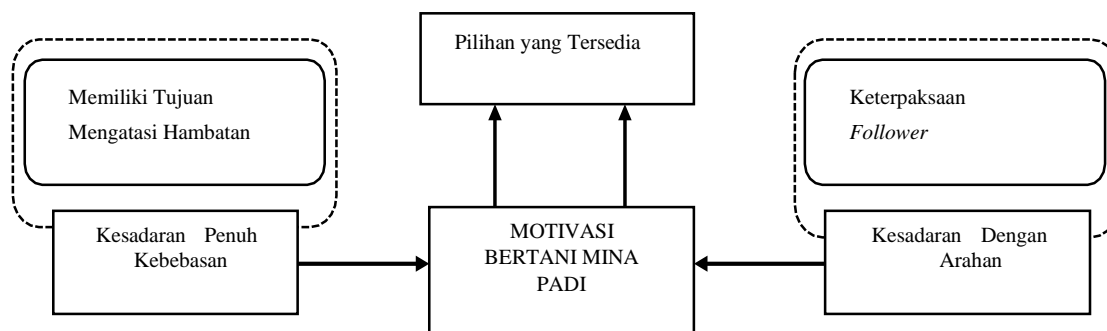 Pilihan yang Tersedia
Memiliki Tujuan
Mengatasi Hambatan
Keterpaksaan
Follower
Kesadaran Penuh
Kebebasan
MOTIVASI
BERTANI MINA
PADI
Kesadaran Dengan
Arahan